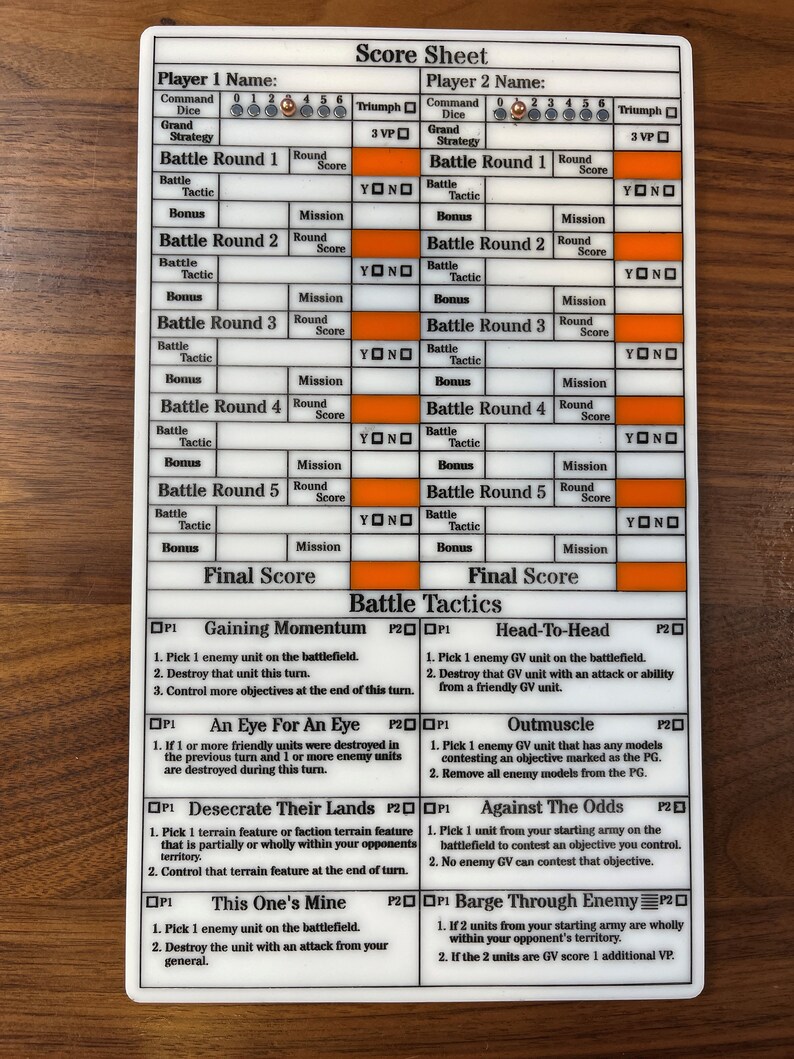 Score Sheet
Player 1 Name: Player 2 Name:
Command Dice 0 1 2 4 5 6 Triumph Command Dice 0 2 3 4 5 6 Triumph
Grand Strategy 3 VP Grand Strategy 3 VP
Battle Round 1 Round Score Battle Round 1 Round Score
Battle Tactic Y N Battle Tactic Y N
Bonus Mission Bonus Mission
Battle Round 2 Round Score Battle Round 2 Round Score
Battle Tactic Y N Battle Tactic Y N
Bonus Mission Bonus Mission
Battle Round 3 Round Score Battle Round 3 Round Score
Battle Tactic Y N Battle Tactic Y N
Bonus Mission Bonus Mission
Battle Round 4 Round Score Battle Round 4 Round Score
Battle Tactic Y N Battle Tactic Y N
Bonus Mission Bonus Mission
Battle Round 5 Round Score Battle Round 5 Round Score
Battle Tactic Y N Battle Tactic Y N
Bonus Mission Bonus Mission
Final Score Final Score
Battle Tactics
P1 Gaining Momentum P2
1. Pick 1 enemy unit on the battlefield.
2. Destroy that unit this turn.
3. Control more objectives at the end of this turn.
P1 Head-To-Head P2
1. Pick 1 enemy GV unit on the battlefield.
2. Destroy that GV unit with an attack or ability
from a friendly GV unit.
P1 An Eye For An Eye P2
1. If 1 or more friendly units were destroyed in
the previous turn and 1 or more enemy units
are destroyed during this turn.
P1 Outmuscle P2
1. Pick 1 enemy GV unit that has any models
contesting an objective marked as the PG.
2. Remove all enemy models from the PG.
P1 Desecrate Their Lands P2
1. Pick 1 terrain feature or faction terrain feature
that is partially or wholly within your opponents
territory.
2. Control that terrain feature at the end of turn.
P1 Against The Odds P2
1. Pick 1 unit from your starting army on the
battlefield to contest an objective you control.
2. No enemy GV can contest that objective.
P1 This One's Mine P2
1. Pick 1 enemy unit on the battlefield.
2. Destroy the unit with an attack from your
general.
P1 Barge Through Enemy P2
1. If 2 units from your starting army are wholly
within your opponent's territory.
2. If the 2 units are GV score 1 additional VP.